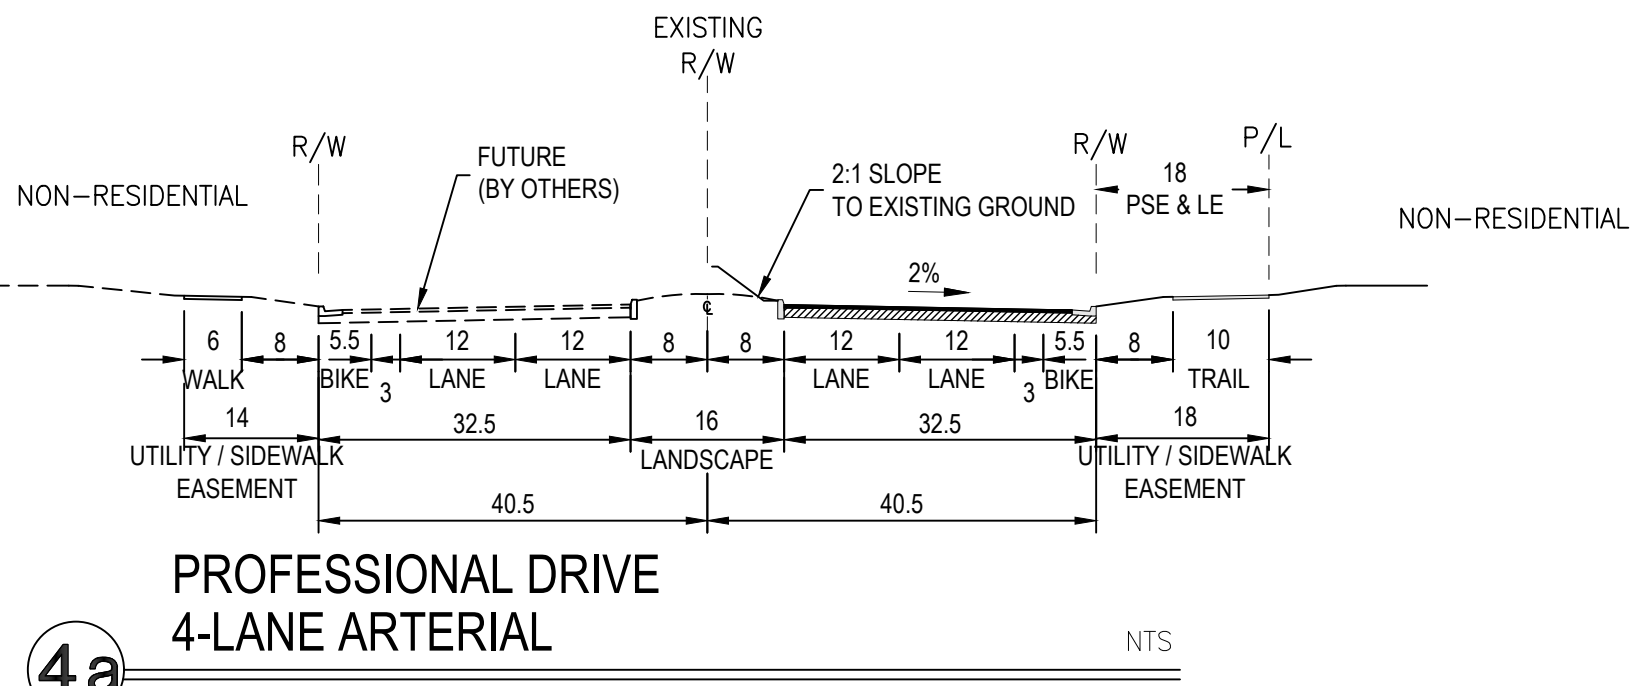 EXISTING
R/W
R/W
FUTURE
(BY OTHERS)
2:1 SLOPE
TO EXISTING GROUND
R/W
P/L
18
PSE & LE
NON-RESIDENTIAL
NON-RESIDENTIAL
2%
℄
6
8
5.5
12
12
8
8
12
12
5.5
8
10
WALK
BIKE
3
LANE
LANE
LANE
LANE
3
BIKE
TRAIL
14
32.5
16
32.5
18
UTILITY / SIDEWALK
EASEMENT
LANDSCAPE
UTILITY / SIDEWALK
EASEMENT
40.5
40.5
PROFESSIONAL DRIVE
4-LANE ARTERIAL
NTS
4a